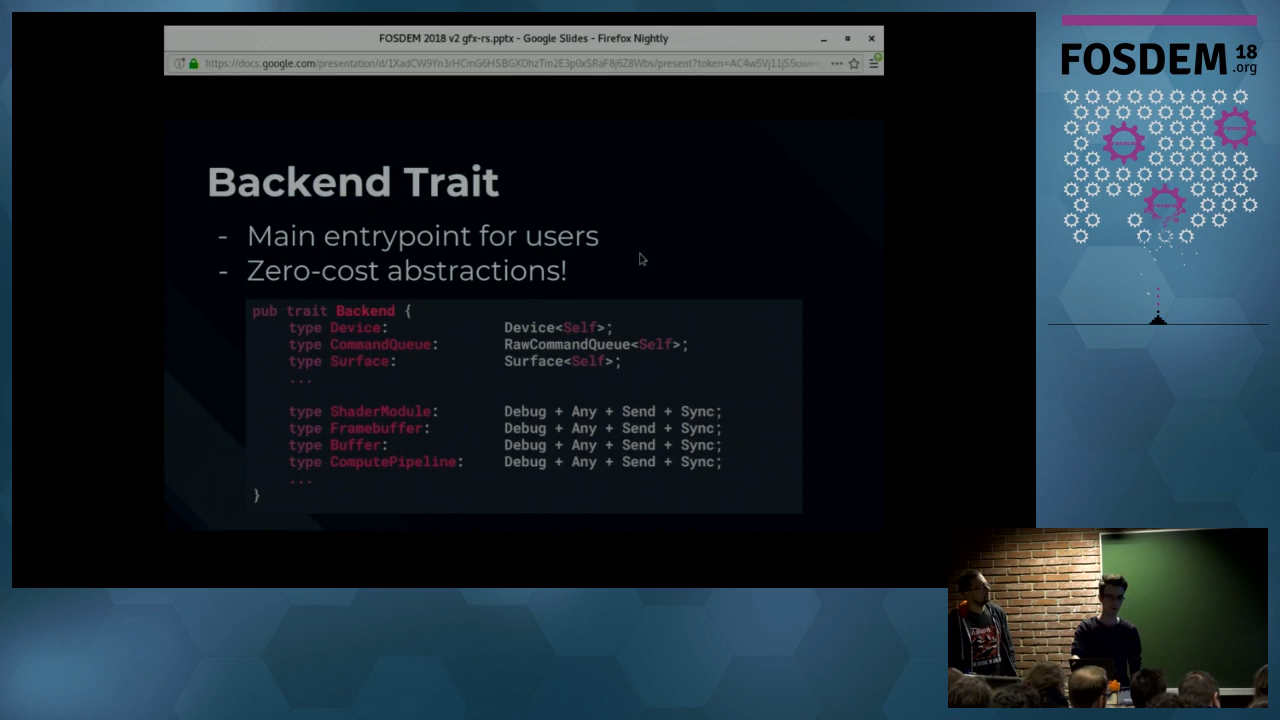 FOSDEM 2018 v2 gfx-rs.pptx - Google Slides - Firefox Nightly
FOSDEM 18
.org
Backend Trait
- Main entrypoint for users
- Zero-cost abstractions!
pub trait Backend {
type Device: Device<Self>;
type CommandQueue: RawCommandQueue<Self>;
type Surface: Surface<Self>;
...
type ShaderModule: Debug + Any + Send + Sync;
type Framebuffer: Debug + Any + Send + Sync;
type Buffer: Debug + Any + Send + Sync;
type ComputePipeline: Debug + Any + Send + Sync;
...
}